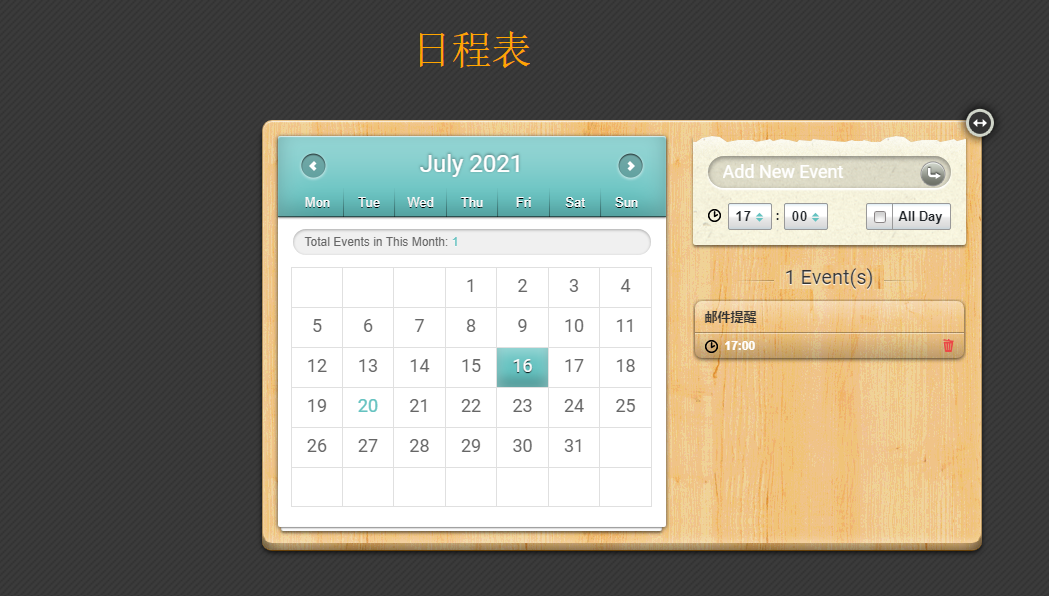 日程表
July 2021
Mon Tue Wed Thu Fri Sat Sun
Total Events in This Month: 1
1 2 3 4
5 6 7 8 9 10 11
12 13 14 15 16 17 18
19 20 21 22 23 24 25
26 27 28 29 30 31
Add New Event
17 : 00 All Day
1 Event(s)
邮件提醒
17:00